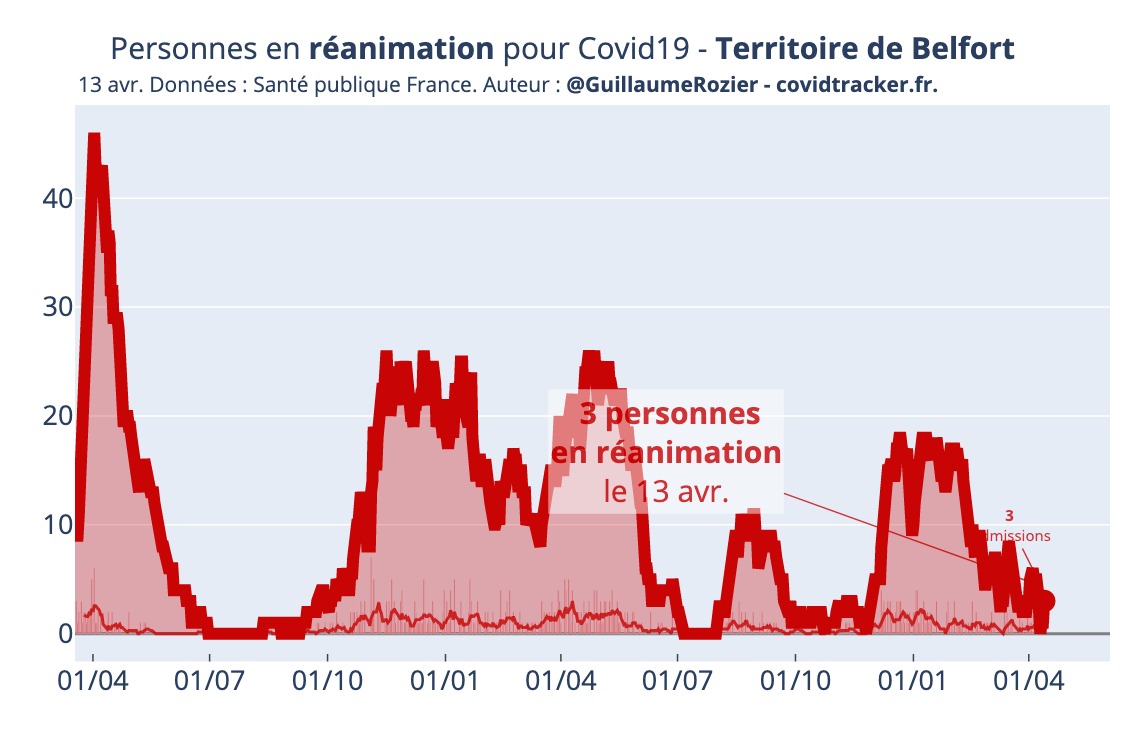 Personnes en réanimation pour Covid19 - Territoire de Belfort
13 avr. Données : Santé publique France. Auteur : @GuillaumeRozier - covidtracker.fr.
40
30
20
10
0
3 personnes
en réanimation
le 13 avr.
3
dmissions
01/04
01/07
01/10
01/01
01/04
01/07
01/10
01/01
01/04